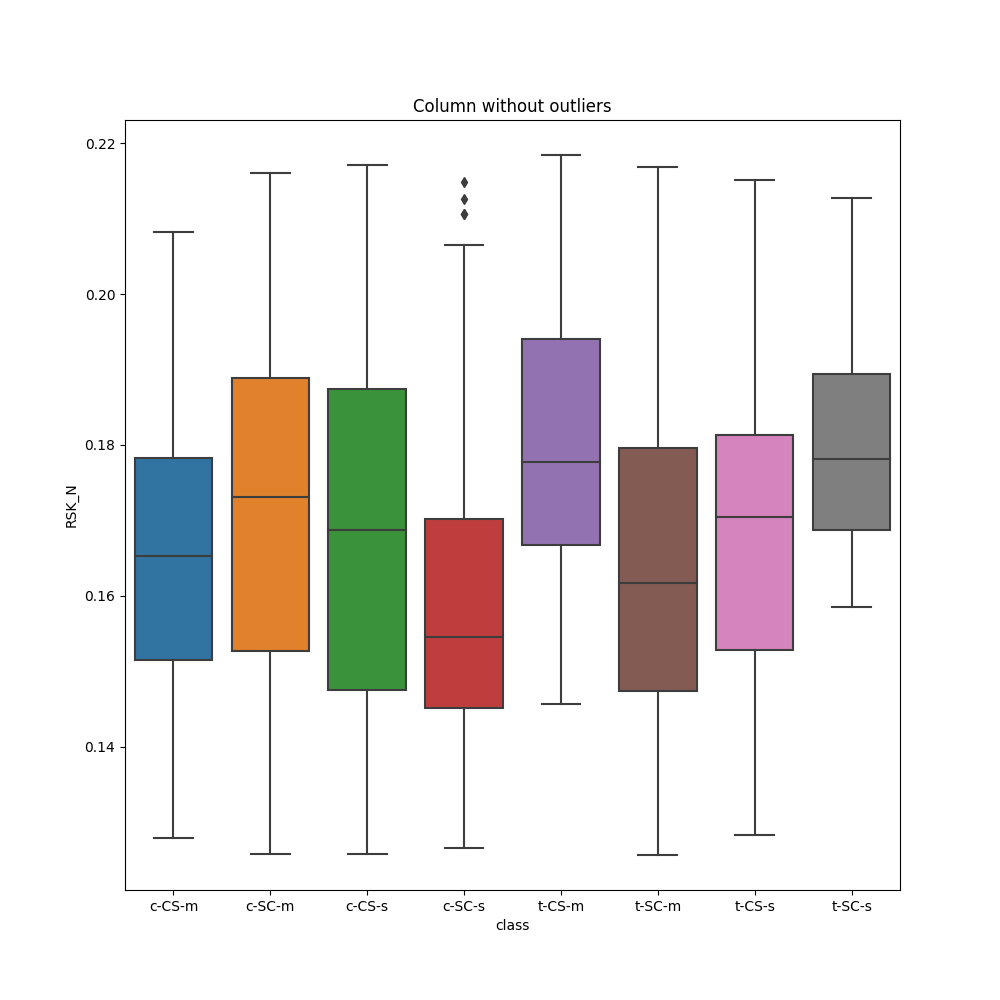 Column without outliers
0.22
0.20
0.18
0.16
0.14
RSK_N
c-CS-m c-SC-m c-CS-s c-SC-s t-CS-m t-SC-m t-CS-s t-SC-s
class